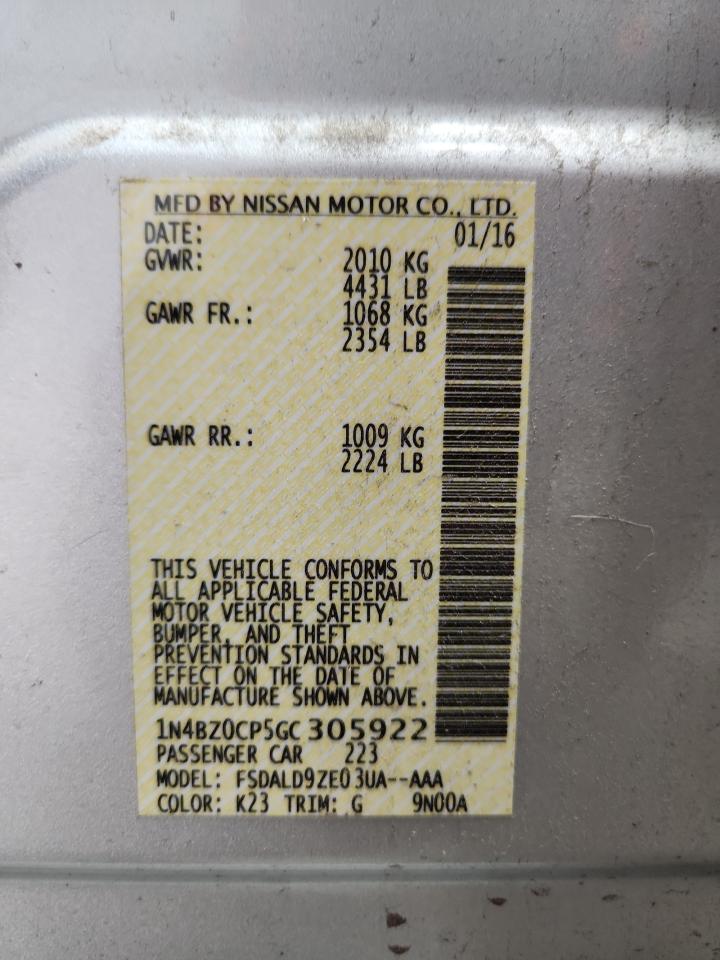 MFD BY NISSAN MOTOR CO., LTD.
DATE: 01/16
GVWR: 2010 KG
4431 LB
GAWR FR.: 1068 KG
2354 LB
GAWR RR.: 1009 KG
2224 LB
THIS VEHICLE CONFORMS TO
ALL APPLICABLE FEDERAL
MOTOR VEHICLE SAFETY,
BUMPER, AND THEFT
PREVENTION STANDARDS IN
EFFECT ON THE DATE OF
MANUFACTURE SHOWN ABOVE.
1N4BZ0CP5GC305922
PASSENGER CAR 223
MODEL: FSDALD9ZE03UA--AAA
COLOR: K23 TRIM: G 9N00A